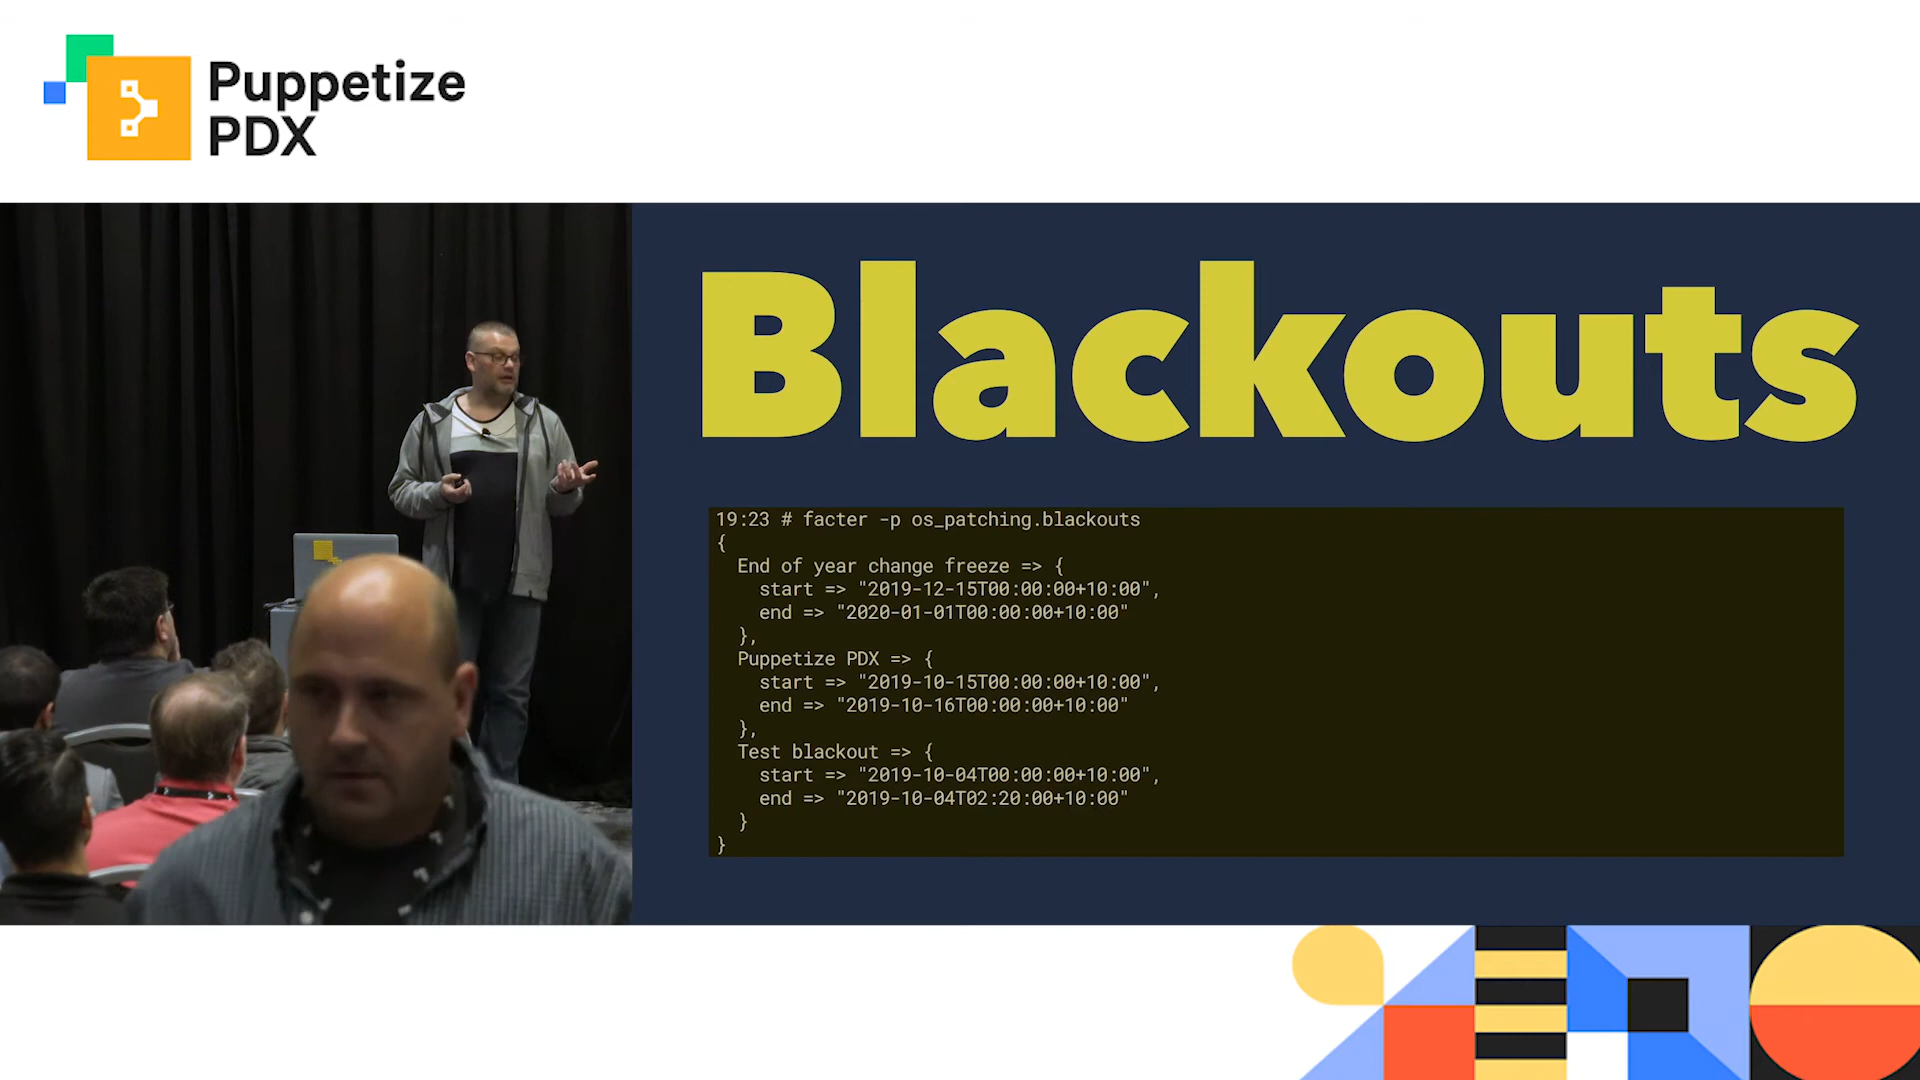 Puppetize
PDX
Blackouts
19:23 # facter -p os_patching.blackouts
{
  End of year change freeze => {
    start => "2019-12-15T00:00:00+10:00",
    end => "2020-01-01T00:00:00+10:00"
  },
  Puppetize PDX => {
    start => "2019-10-15T00:00:00+10:00",
    end => "2019-10-16T00:00:00+10:00"
  },
  Test blackout => {
    start => "2019-10-04T00:00:00+10:00",
    end => "2019-10-04T02:20:00+10:00"
  }
}